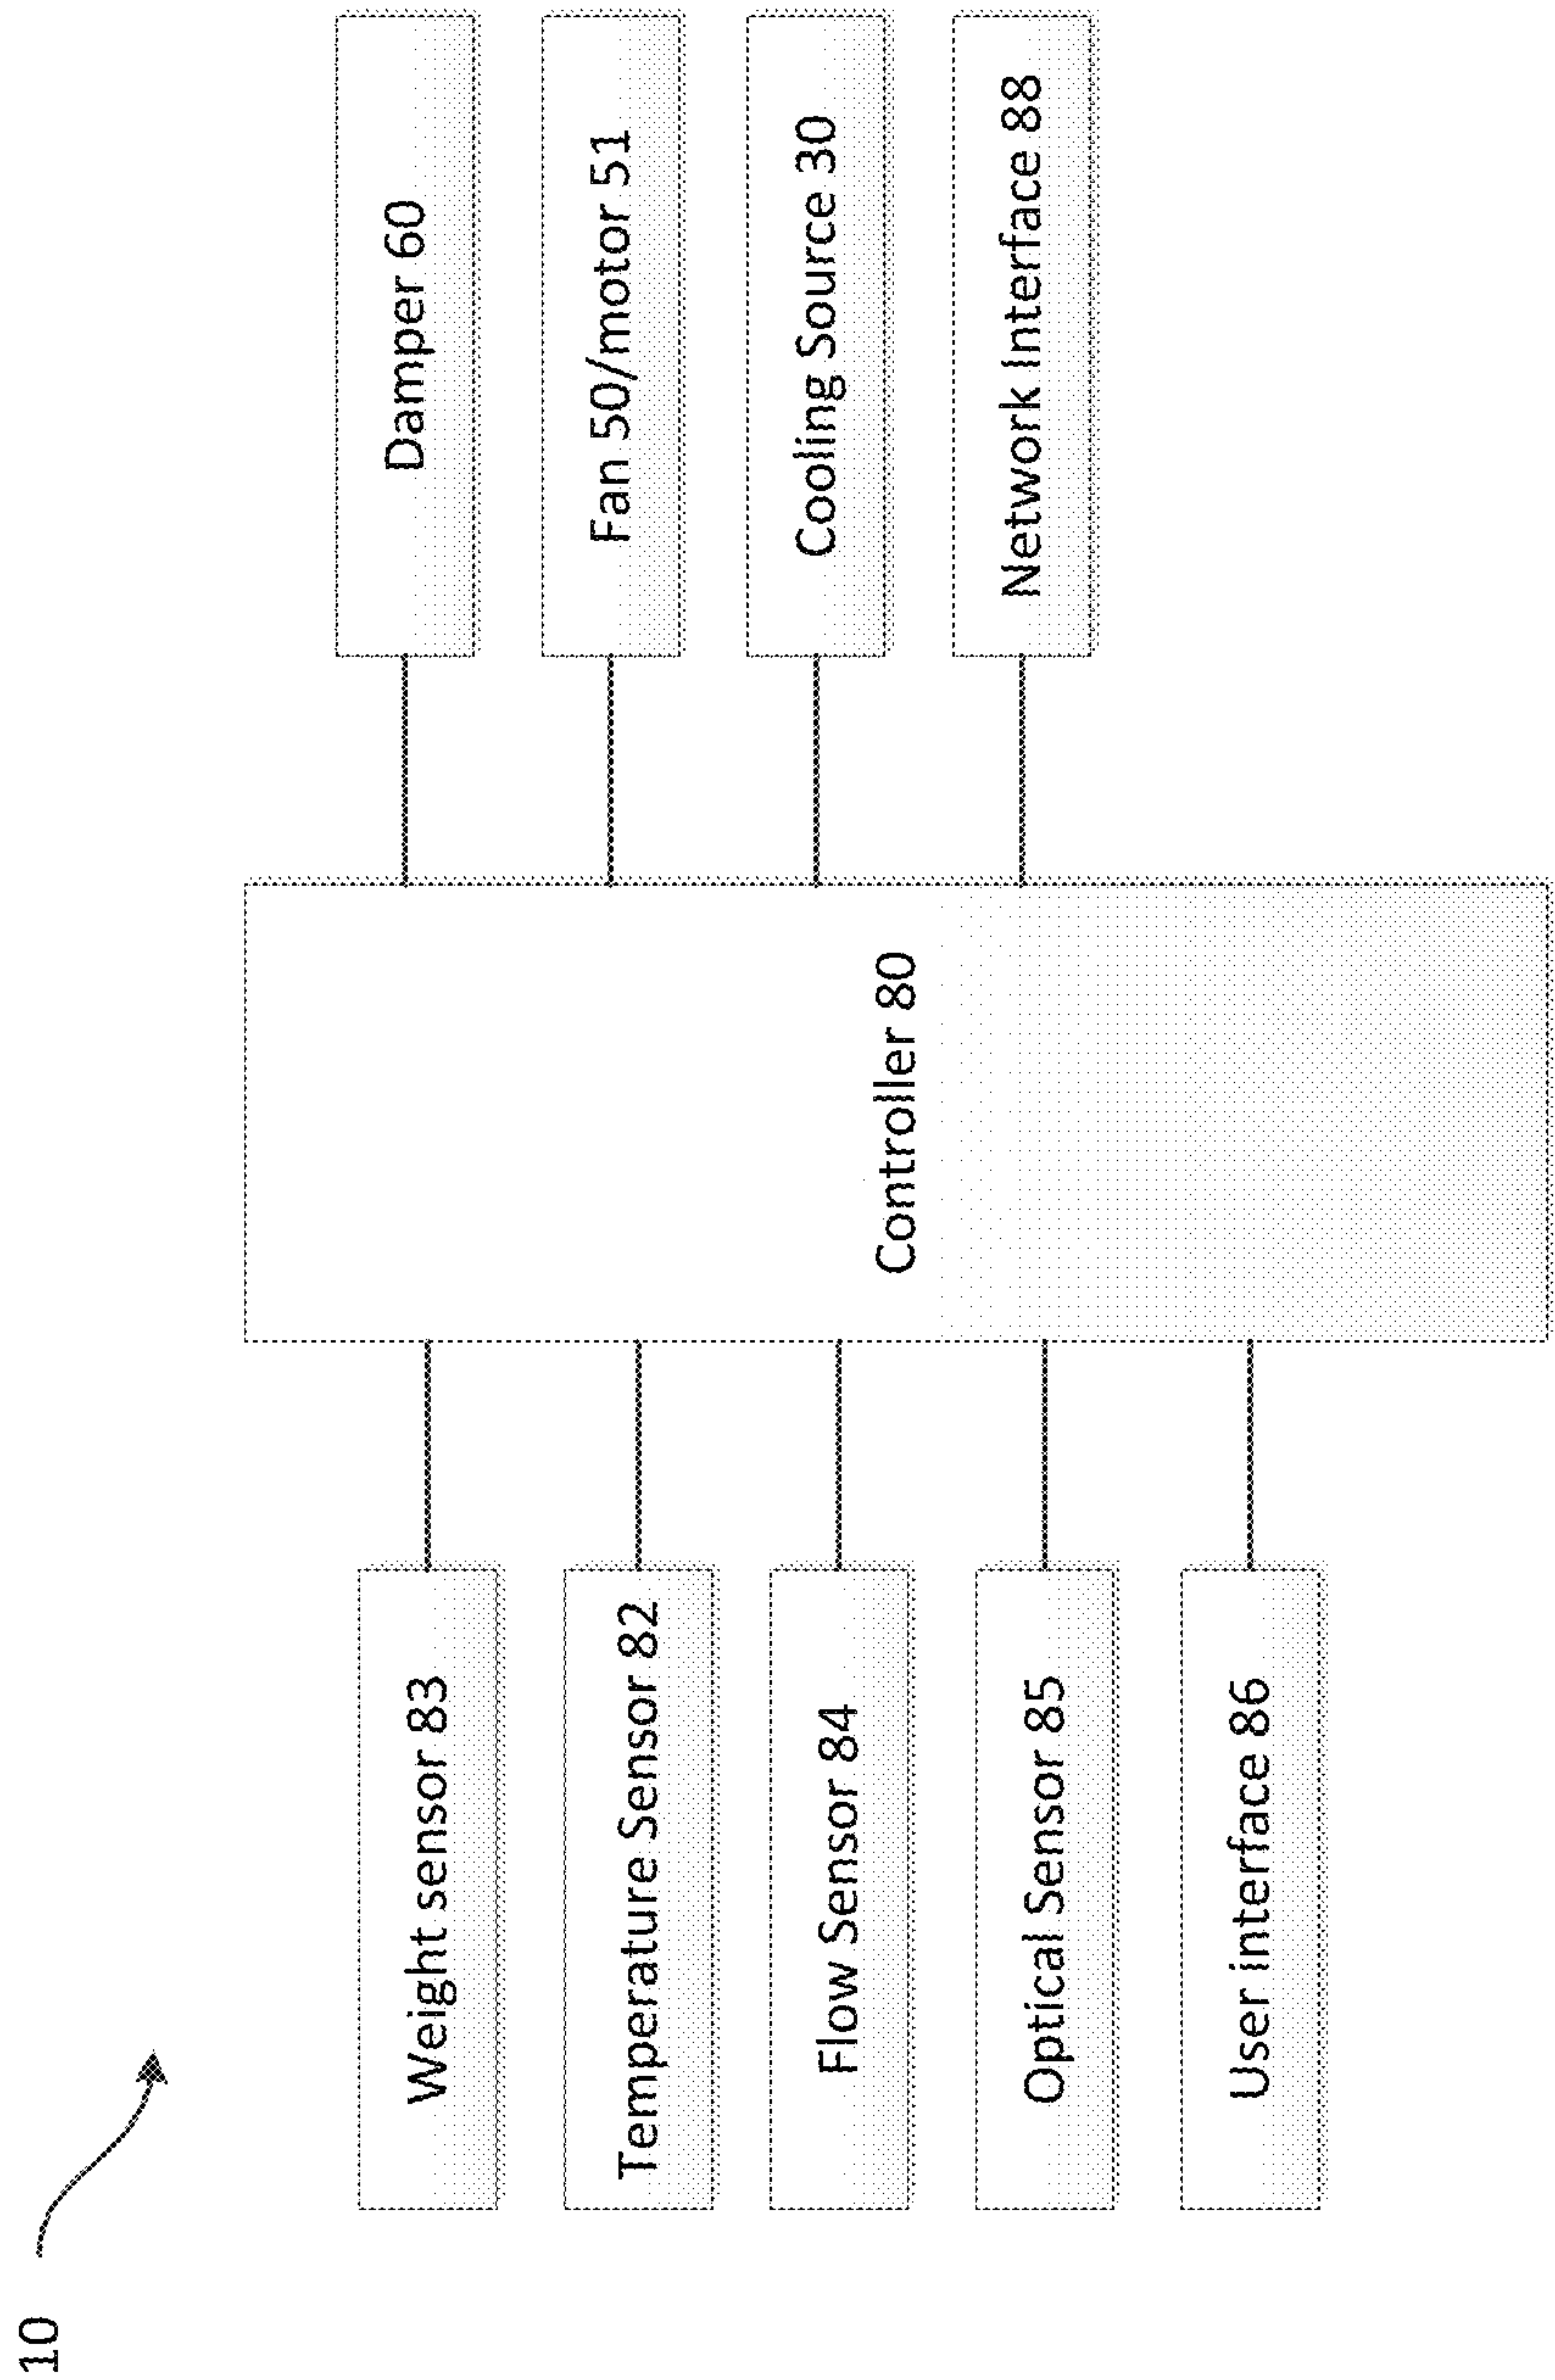 10
Weight sensor 83
Temperature Sensor 82
Flow Sensor 84
Optical Sensor 85
User interface 86
Controller 80
Damper 60
Fan 50/motor 51
Cooling Source 30
Network Interface 88